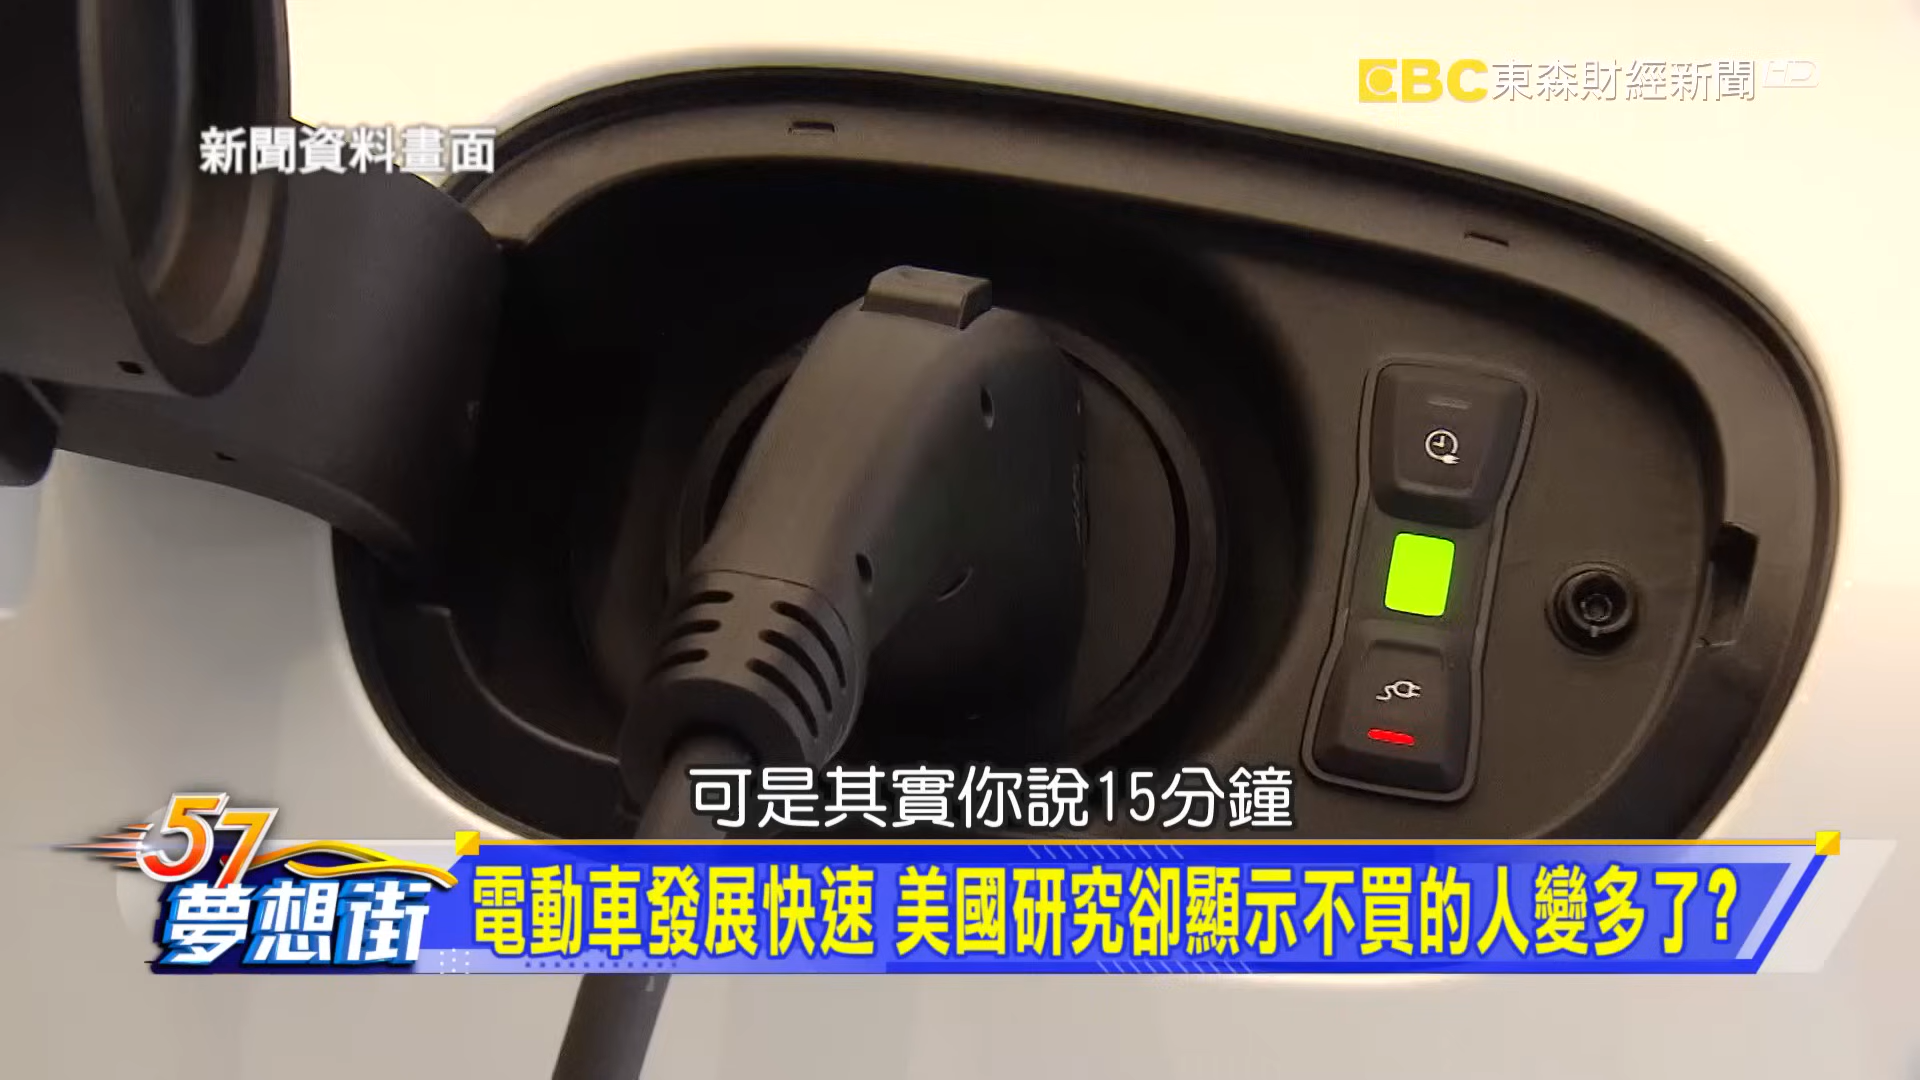 EBC東森財經新聞HD
新聞資料畫面
可是其實你說15分鐘
57
夢想街
電動車發展快速 美國研究卻顯示不買的人變多了?